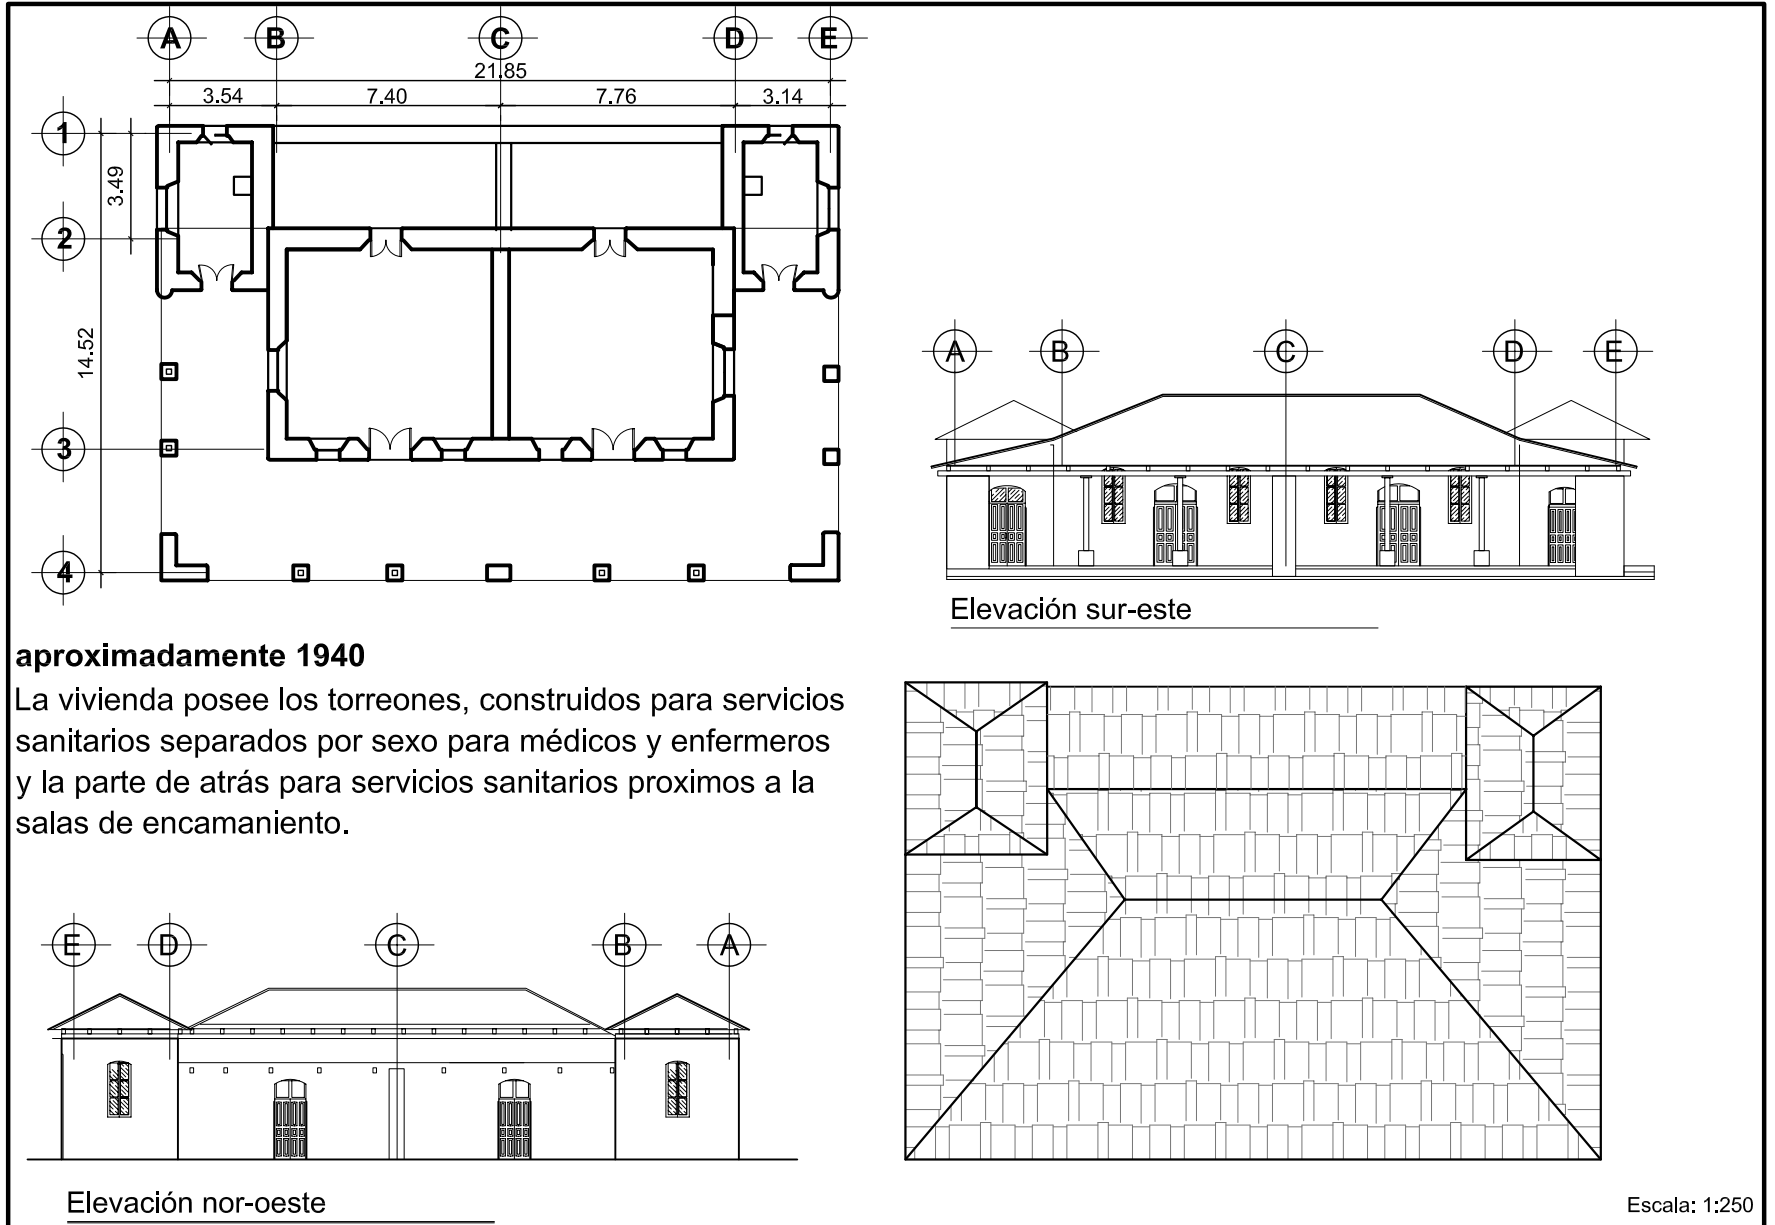 A B C D E
21.85
3.54 7.40 7.76 3.14
1
3.49
2
14.52
3
4
A B C D E
Elevación sur-este
aproximadamente 1940
La vivienda posee los torreones, construidos para servicios
sanitarios separados por sexo para médicos y enfermeros
y la parte de atrás para servicios sanitarios proximos a la
salas de encamaniento.
E D C B A
Elevación nor-oeste
Escala: 1:250